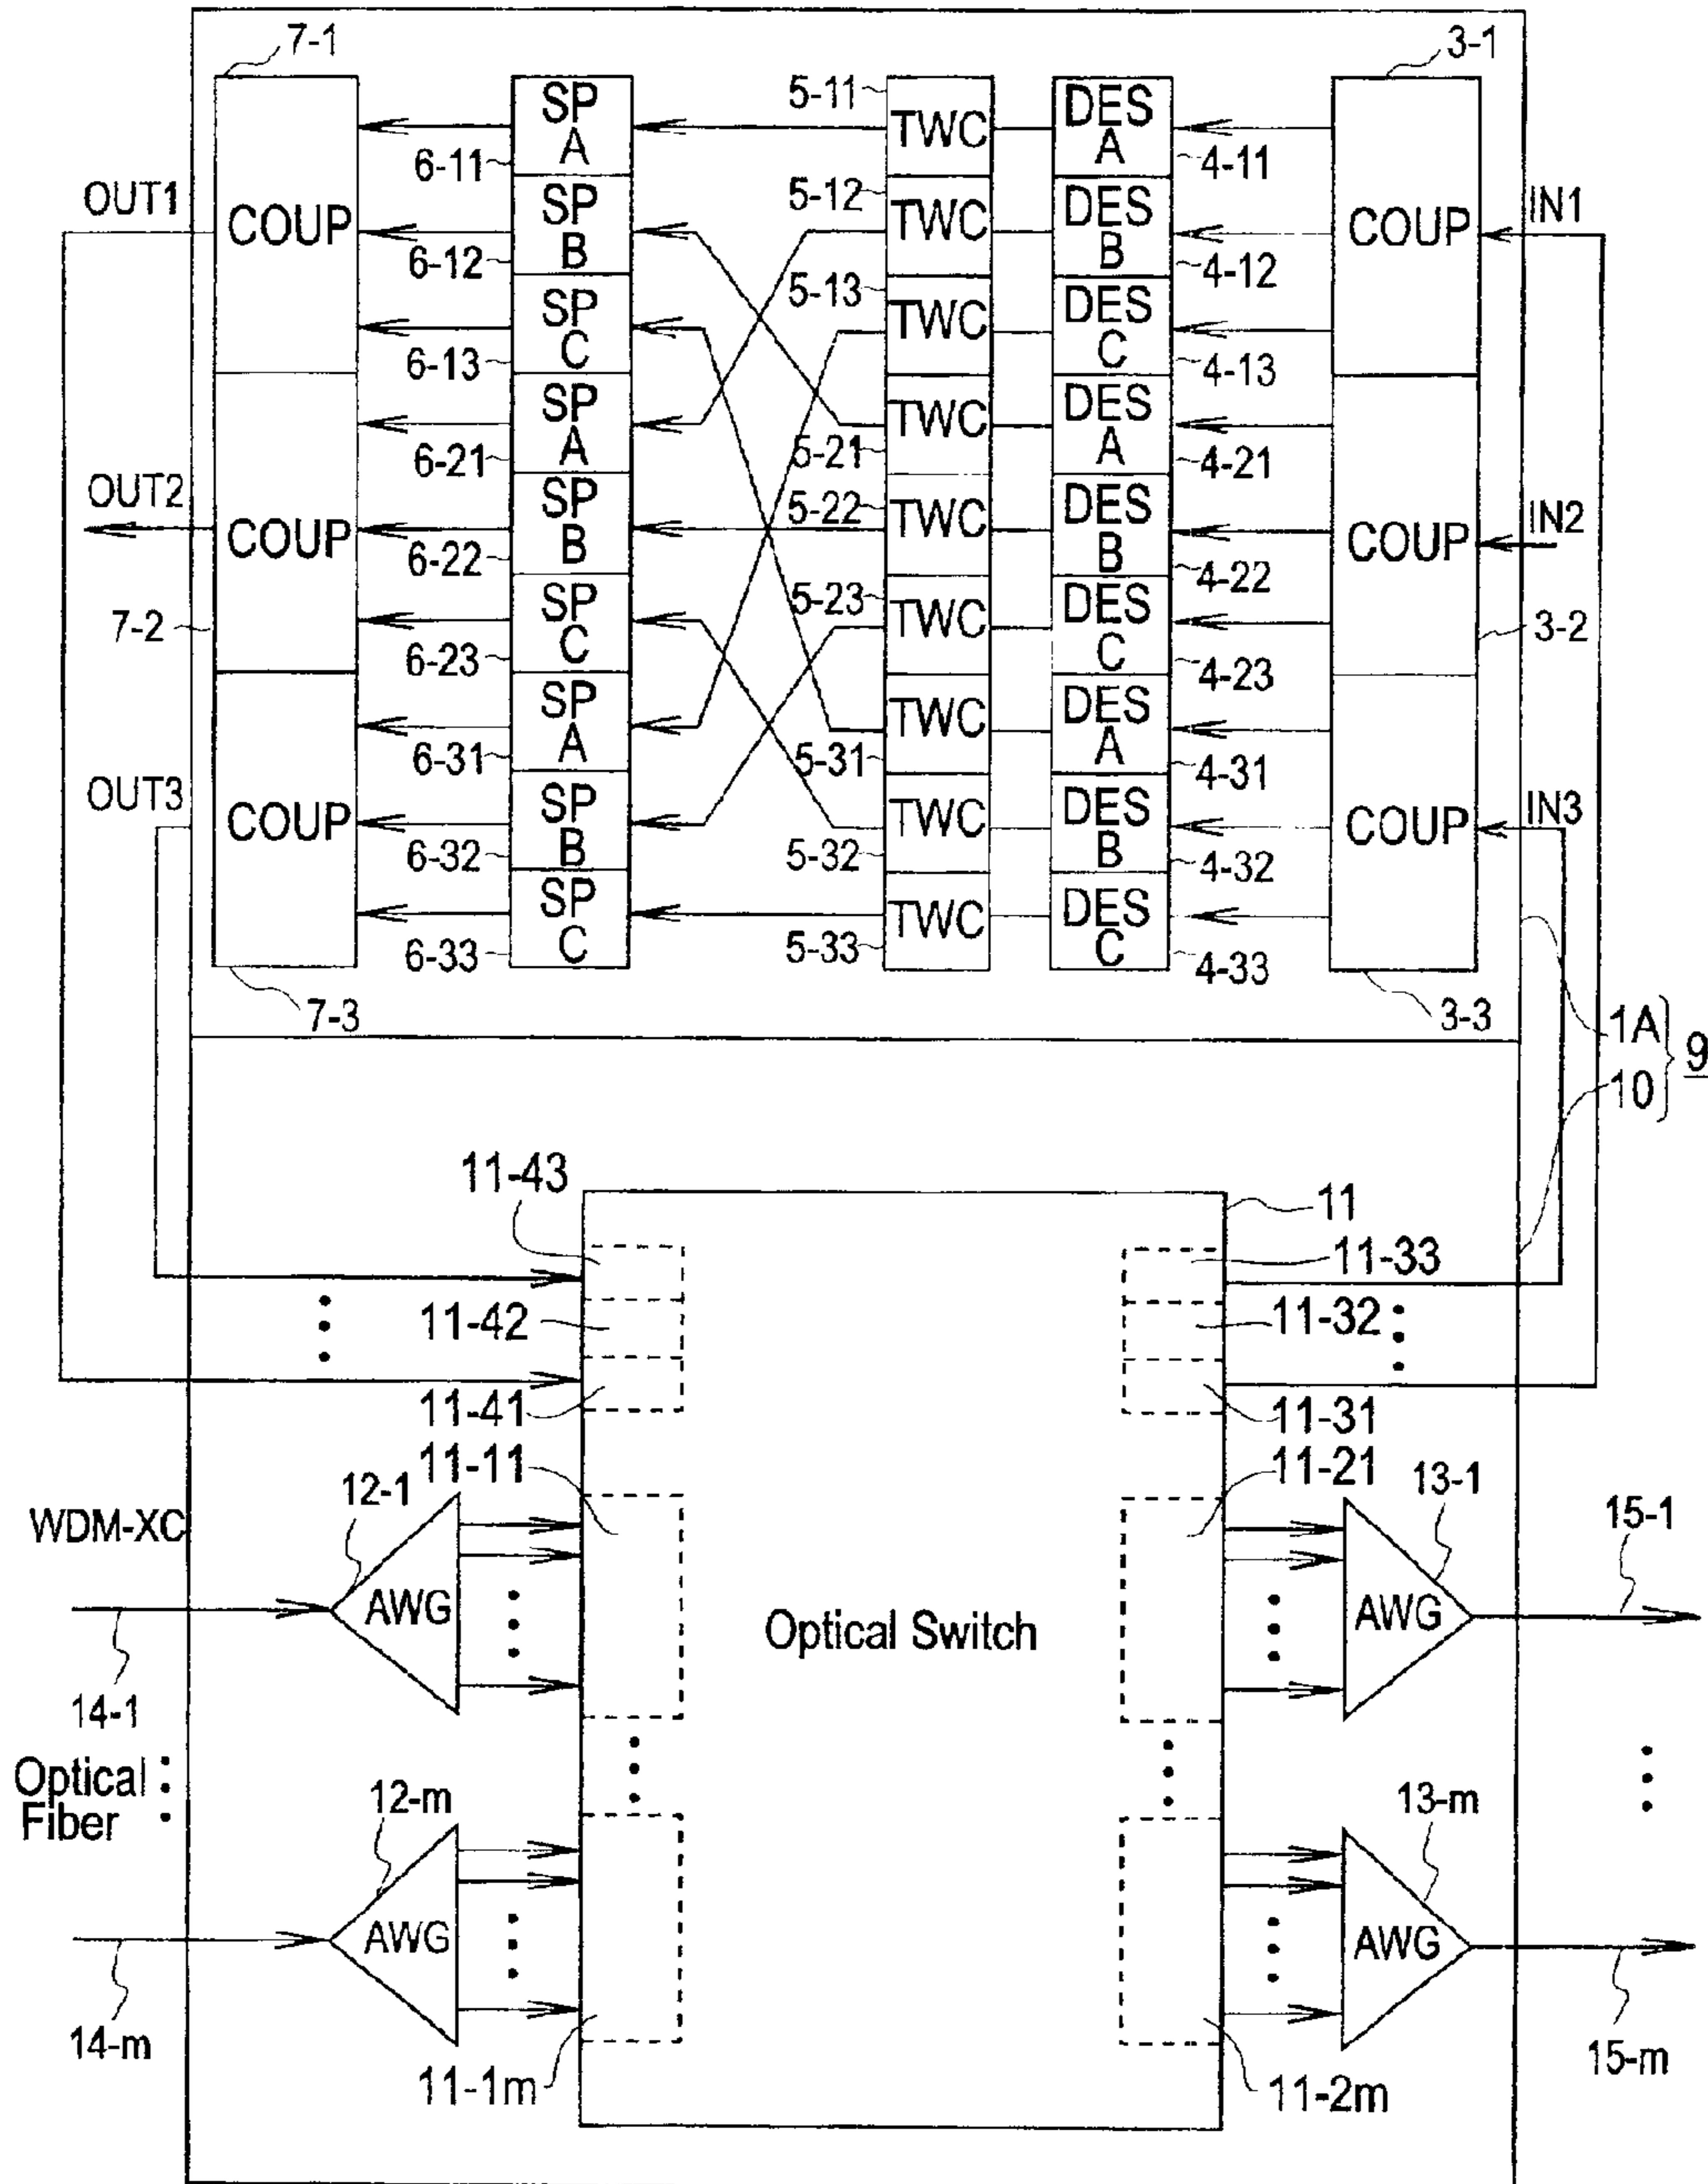 7-1
3-1
SP
A
5-11
TWC
DES
A
6-11
4-11
OUT1
COUP
SP
B
5-12
TWC
DES
B
COUP
IN1
6-12
4-12
SP
C
5-13
TWC
DES
C
6-13
4-13
SP
A
TWC
DES
A
6-21
5-21
4-21
OUT2
COUP
SP
B
5-22
TWC
DES
B
COUP
IN2
6-22
4-22
7-2
SP
C
5-23
TWC
DES
C
3-2
6-23
4-23
SP
A
TWC
DES
A
6-31
5-31
4-31
OUT3
COUP
SP
B
TWC
DES
B
COUP
IN3
6-32
5-32
4-32
SP
C
TWC
DES
C
6-33
5-33
4-33
7-3
3-3
1A
10
9
11-43
11
11-33
11-42
11-32
11-41
11-31
11-11
11-21
12-1
13-1
WDM-XC
15-1
AWG
Optical Switch
AWG
14-1
Optical
Fiber
12-m
13-m
AWG
AWG
14-m
15-m
11-1m
11-2m